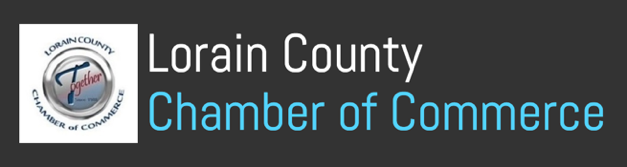 LORAIN COUNTY
Together
CHAMBER of COMMERCE
Lorain County
Chamber of Commerce